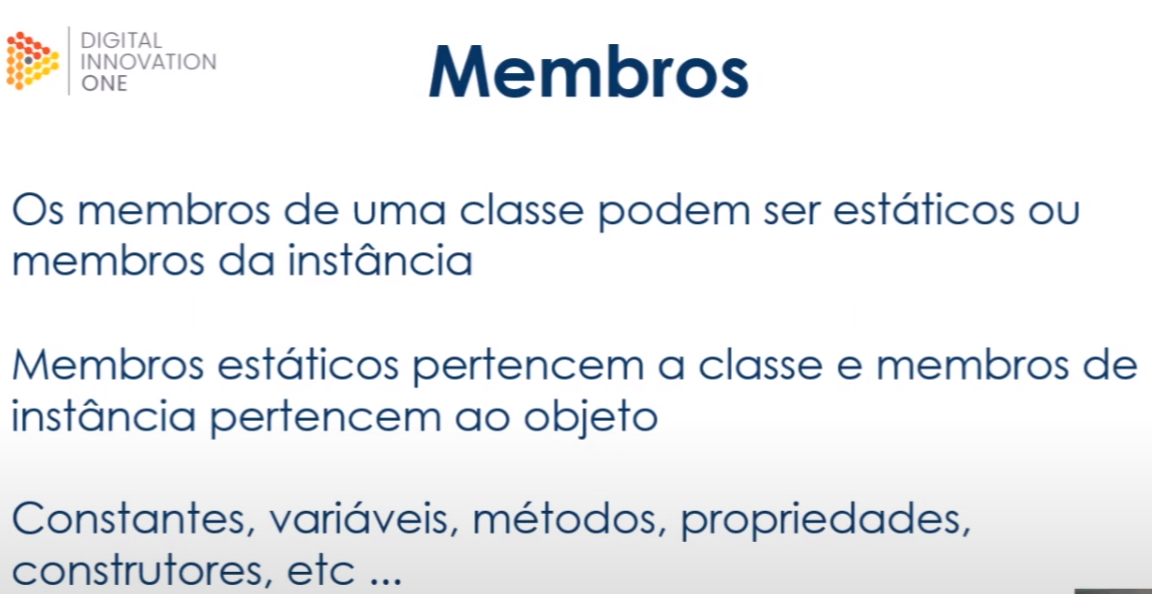 DIGITAL
INNOVATION
ONE
Membros
Os membros de uma classe podem ser estáticos ou
membros da instância
Membros estáticos pertencem a classe e membros de
instância pertencem ao objeto
Constantes, variáveis, métodos, propriedades,
construtores, etc ...